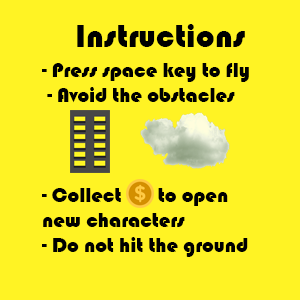 Instructions
- Press space key to fly
- Avoid the obstacles
- Collect $ to open
new characters
- Do not hit the ground